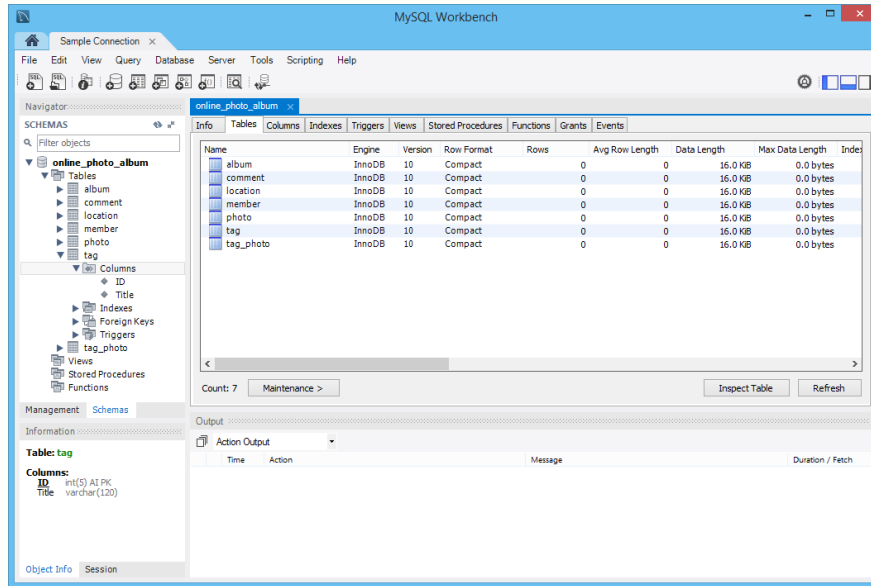 MySQL Workbench
Sample Connection ×
File Edit View Query Database Server Tools Scripting Help
Navigator
SCHEMAS
Filter objects
online_photo_album
Tables
album
comment
location
member
photo
tag
Columns
ID
Title
Indexes
Foreign Keys
Triggers
tag_photo
Views
Stored Procedures
Functions
Management Schemas
Information
Table: tag
Columns:
ID int(5) AI PK
Title varchar(120)
Object Info Session
online_photo_album ×
Info Tables Columns Indexes Triggers Views Stored Procedures Functions Grants Events
Name Engine Version Row Format Rows Avg Row Length Data Length Max Data Length Index
album InnoDB 10 Compact 0 0 16.0 KiB 0.0 bytes
comment InnoDB 10 Compact 0 0 16.0 KiB 0.0 bytes
location InnoDB 10 Compact 0 0 16.0 KiB 0.0 bytes
member InnoDB 10 Compact 0 0 16.0 KiB 0.0 bytes
photo InnoDB 10 Compact 0 0 16.0 KiB 0.0 bytes
tag InnoDB 10 Compact 0 0 16.0 KiB 0.0 bytes
tag_photo InnoDB 10 Compact 0 0 16.0 KiB 0.0 bytes
Count: 7 Maintenance > Inspect Table Refresh
Output
Action Output
Time Action Message Duration / Fetch